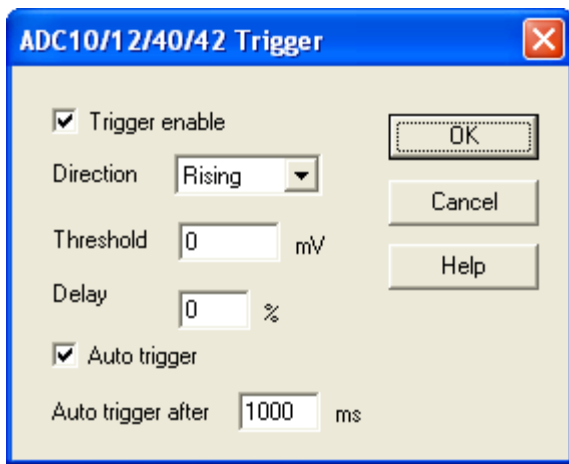 ADC10/12/40/42 Trigger
Trigger enable
OK
Direction Rising
Cancel
Threshold 0 mV
Help
Delay 0 %
Auto trigger
Auto trigger after 1000 ms